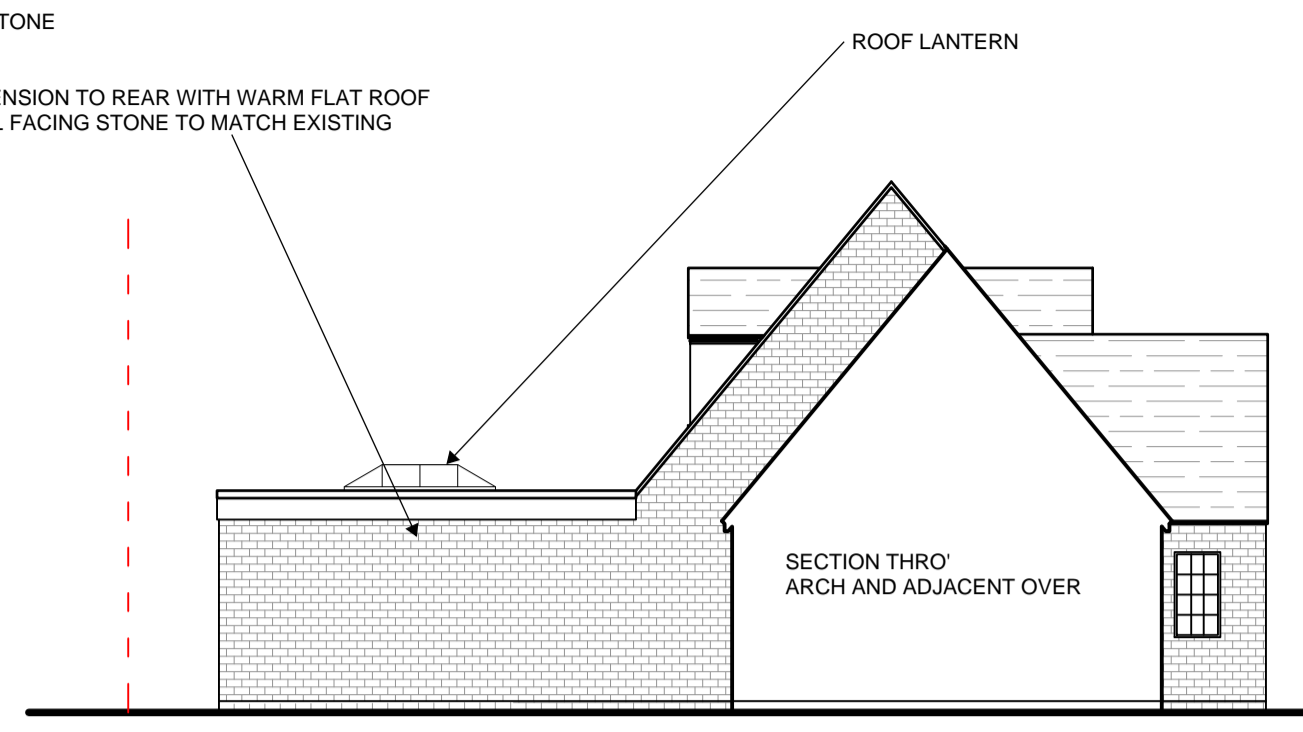 TONE
ROOF LANTERN
ENSION TO REAR WITH WARM FLAT ROOF
FACING STONE TO MATCH EXISTING
SECTION THRO'
ARCH AND ADJACENT OVER